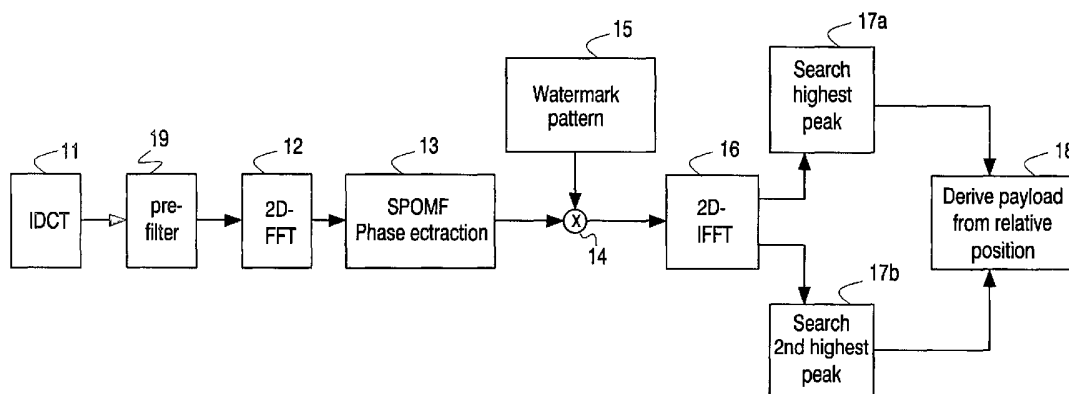 11
IDCT
19
pre-
filter
12
2D-
FFT
13
SPOMF
Phase ectraction
15
Watermark
pattern
X
14
16
2D-
IFFT
17a
Search
highest
peak
17b
Search
2nd highest
peak
18
Derive payload
from relative
position